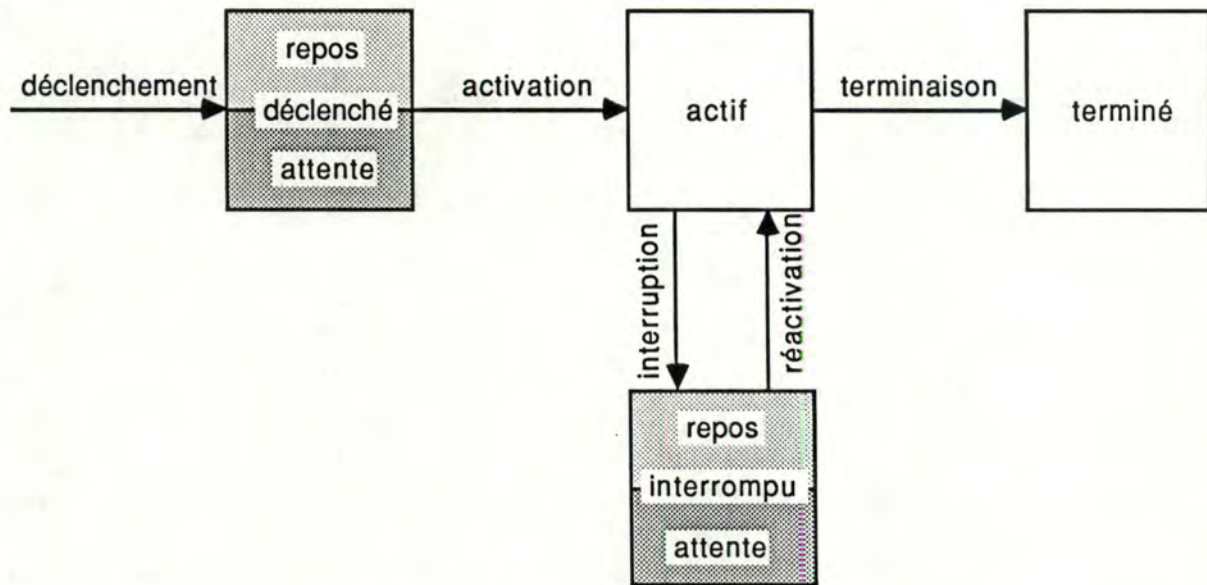 repos
déclenchement
déclenché
attente
activation
actif
terminaison
terminé
interruption
réactivation
repos
interrompu
attente